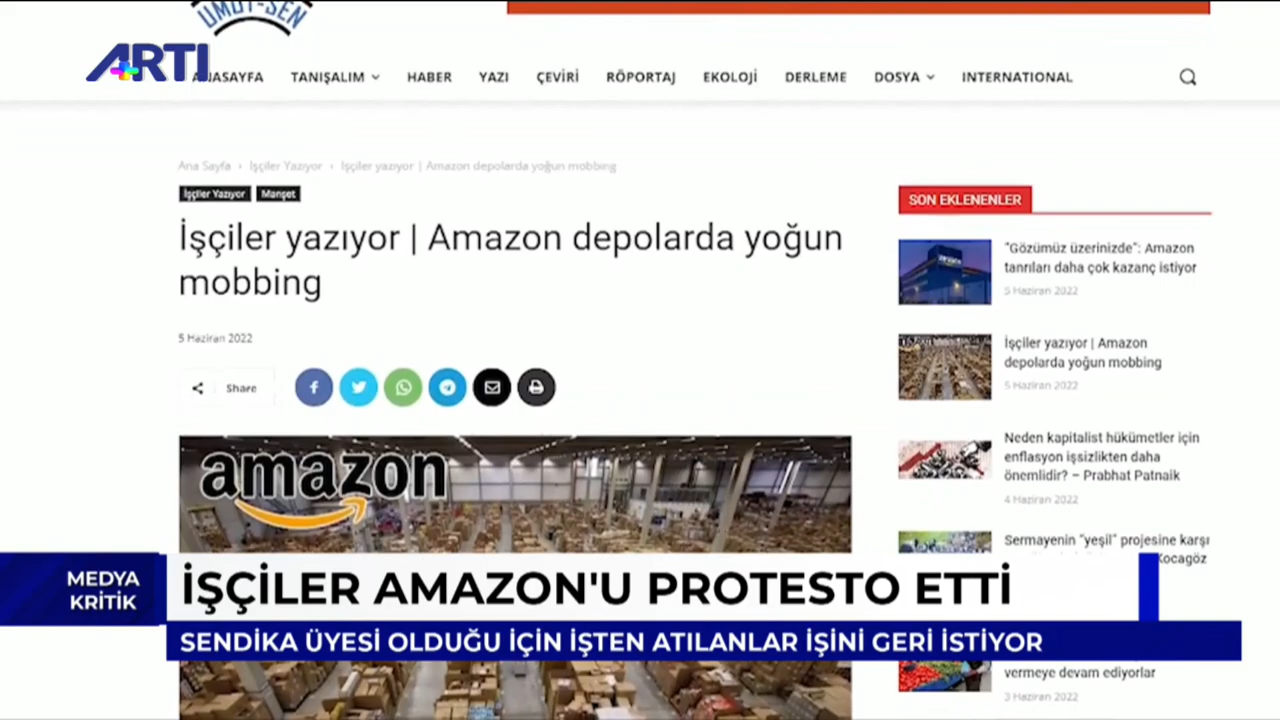 UMUT-SEN
ARTI
ANASAYFA TANIŞALIM HABER YAZI ÇEVİRİ RÖPORTAJ EKOLOJİ DERLEME DOSYA INTERNATIONAL
Ana Sayfa › İşçiler Yazıyor › İşçiler yazıyor | Amazon depolarda yoğun mobbing
İşçiler Yazıyor Manşet
İşçiler yazıyor | Amazon depolarda yoğun
mobbing
5 Haziran 2022
Share
amazon
SON EKLENENLER
"Gözümüz üzerinizde": Amazon
tanrıları daha çok kazanç istiyor
5 Haziran 2022
İşçiler yazıyor | Amazon
depolarda yoğun mobbing
5 Haziran 2022
Neden kapitalist hükümetler için
enflasyon işsizlikten daha
önemlidir? – Prabhat Patnaik
4 Haziran 2022
Sermayenin "yeşil" projesine karşı
Kocagöz
vermeye devam ediyorlar
3 Haziran 2022
MEDYA
KRİTİK
İŞÇİLER AMAZON'U PROTESTO ETTİ
SENDİKA ÜYESİ OLDUĞU İÇİN İŞTEN ATILANLAR İŞİNİ GERİ İSTİYOR